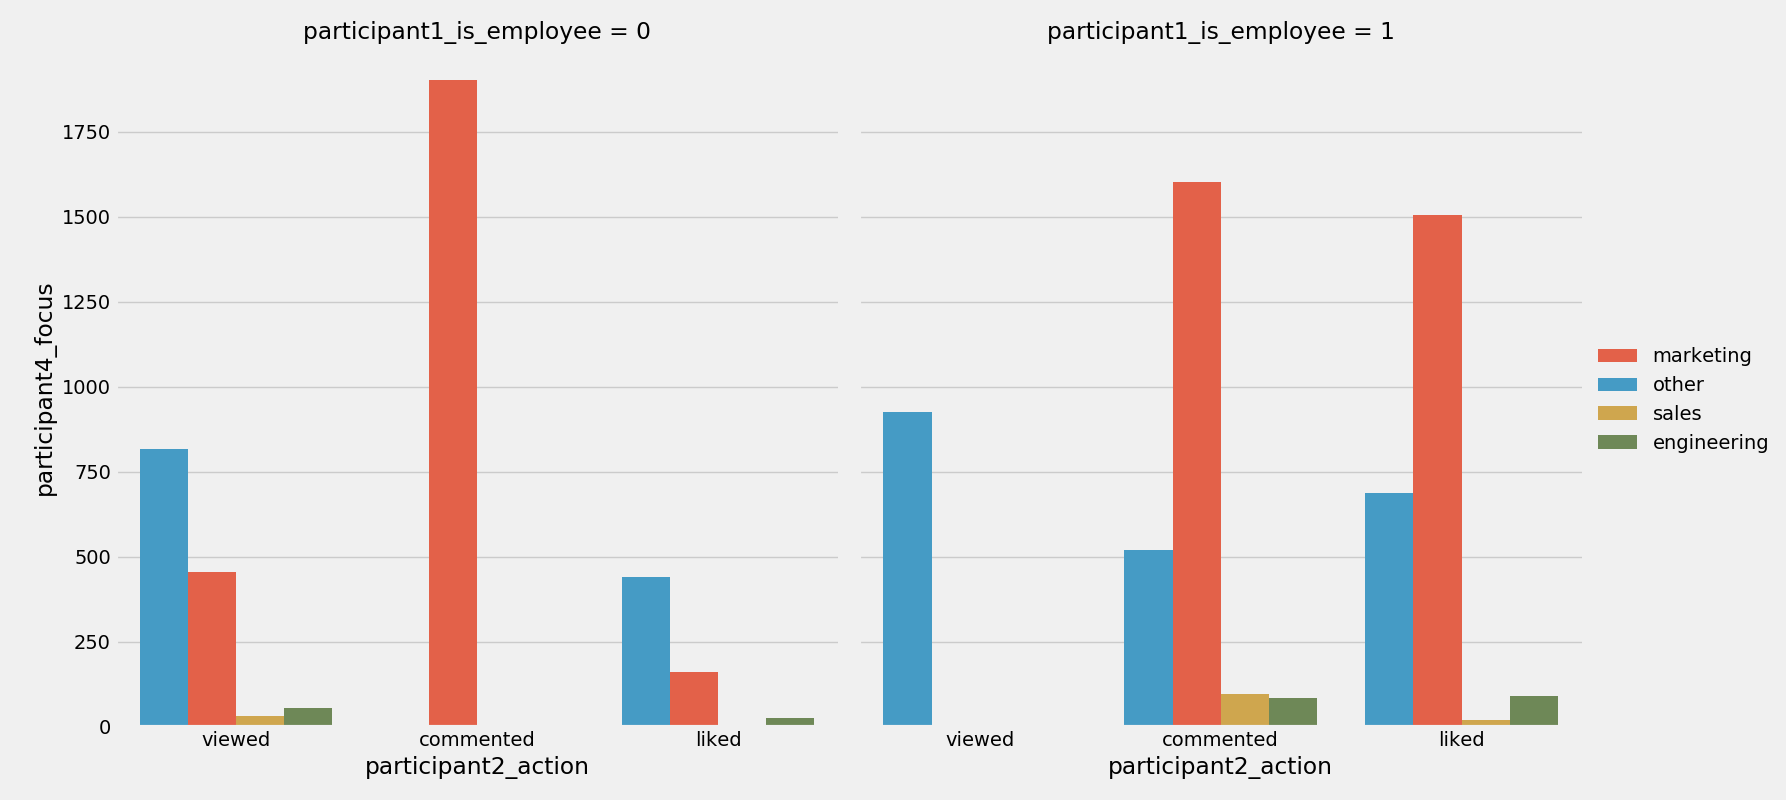 participant1_is_employee = 0
participant1_is_employee = 1
participant4_focus
1750
1500
1250
1000
750
500
250
0
viewed
commented
liked
viewed
commented
liked
participant2_action
participant2_action
marketing
other
sales
engineering